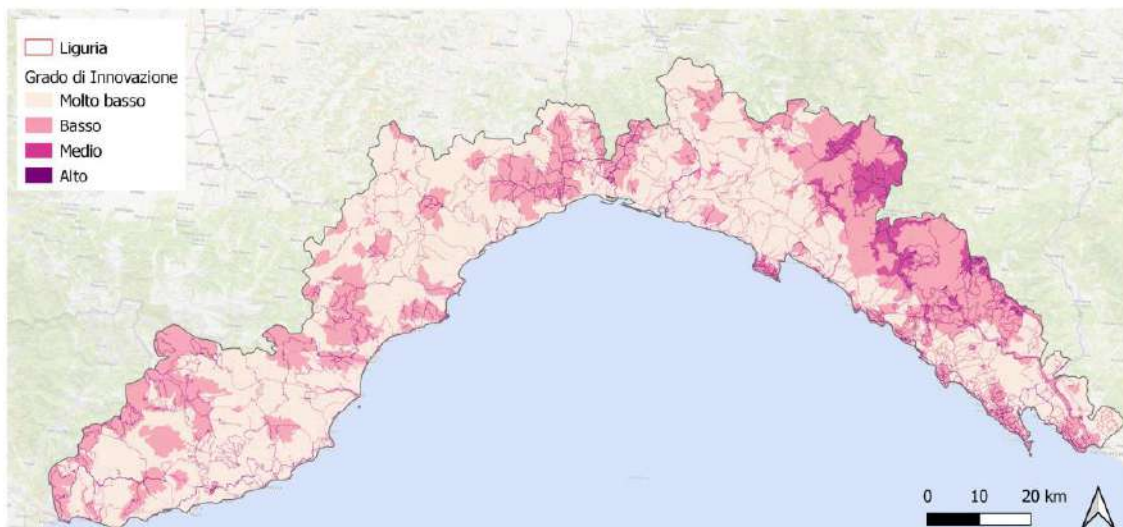 Liguria
Grado di Innovazione
Molto basso
Basso
Medio
Alto
0 10 20 km